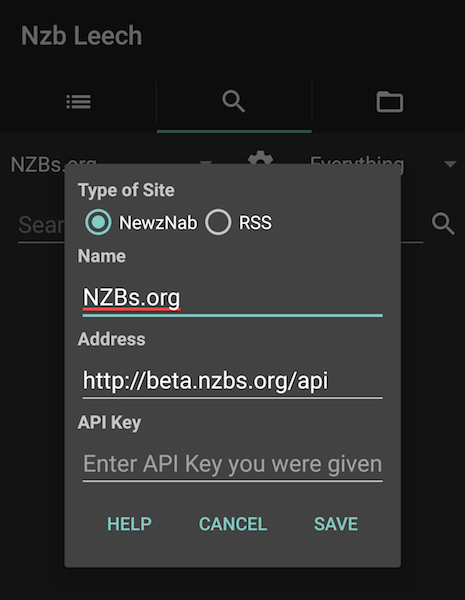 Nzb Leech
NZBs.org
Everything
Type of Site
NewzNab
RSS
Sear
Name
NZBs.org
Address
http://beta.nzbs.org/api
API Key
Enter API Key you were given
HELP
CANCEL
SAVE